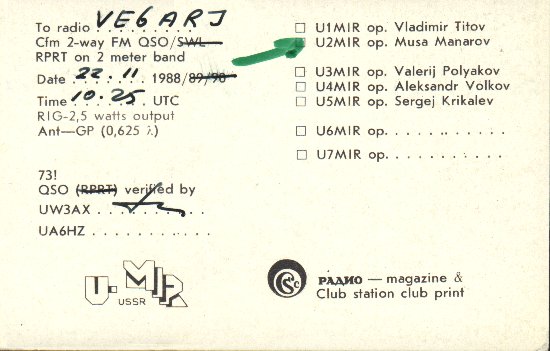 To radio VE6ARJ
Cfm 2-way FM QSO/SWL
RPRT on 2 meter band
Date 22.11 1988/89/90
Time 10.25 UTC
RIG-2,5 watts output
Ant—GP (0,625 λ)
73!
QSO (RPRT) verified by
UW3AX . . . . . . . . . .
UA6HZ . . . . . . . . . .
U-MIR
USSR
□ U1MIR op. Vladimir Titov
□ U2MIR op. Musa Manarov
□ U3MIR op. Valerij Polyakov
□ U4MIR op. Aleksandr Volkov
□ U5MIR op. Sergej Krikalev
□ U6MIR op. . . . . . . . . . .
□ U7MIR op. . . . . . . . . . .
РАДИО — magazine &
Club station club print